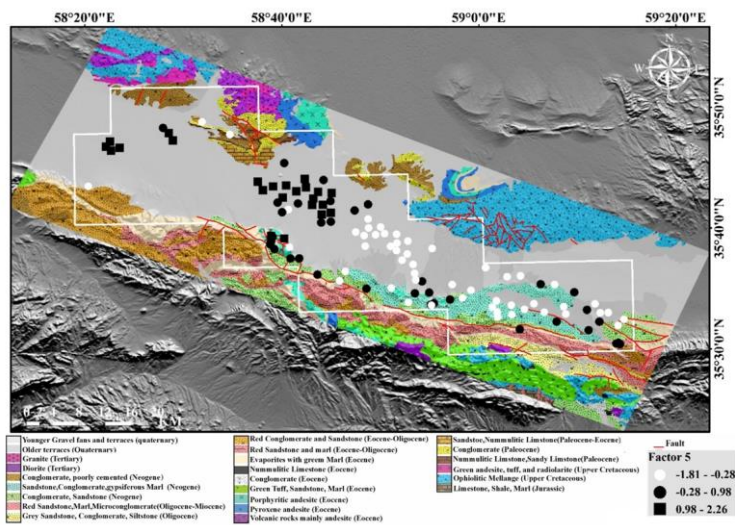 58°20'0"E 58°40'0"E 59°0'0"E 59°20'0"E
N
W E
S
35°50'0"N
35°40'0"N
35°30'0"N
Younger Gravel fans and terraces (quaternary)
Older terraces (Quaternary)
Granite (Tertiary)
Diorite (Tertiary)
Conglomerate, poorly cemented (Neogene)
Sandstone,Conglomerate,gypsiferous Marl (Neogene)
Conglomerate, Sandstone (Neogene)
Red Sandstone,Marl,Microconglomerate(Oligocene-Miocene)
Grey Sandstone, Conglomerate, Siltstone (Oligocene)
Red Conglomerate and Sandstone (Eocene-Oligocene)
Red Sandstone and marl (Eocene-Oligocene)
Evaporites with green Marl (Eocene)
Nummulitic Limestone (Eocene)
Conglomerate (Eocene)
Green Tuff, Sandstone, Marl (Eocene)
Porphyritic andesite (Eocene)
Pyroxene andesite (Eocene)
Volcanic rocks mainly andesite (Eocene)
Sandstoe,Nummulitic Limstone(Paleocene-Eocene)
Conglomerate (Paleocene)
Nummulitic Limestone, Sandy Limstone(Paleocene)
Green andesite, tuff, and radiolarite (Upper Cretaceous)
Ophiolitic Mellange (Upper Cretaceous)
Limestone, Shale, Marl (Jurassic)
Fault
Factor 5
-1.81 - -0.28
-0.28 - 0.98
0.98 - 2.26